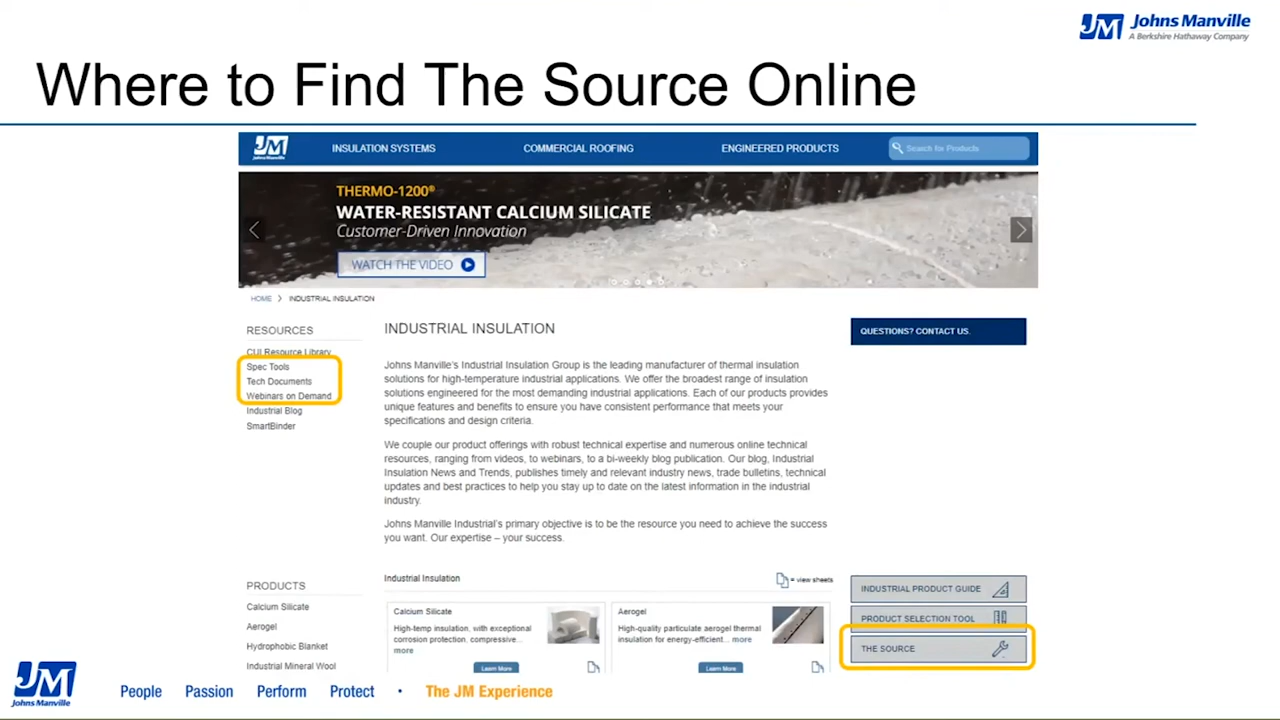 JM Johns Manville
A Berkshire Hathaway Company
Where to Find The Source Online
JM
Johns Manville
INSULATION SYSTEMS
COMMERCIAL ROOFING
ENGINEERED PRODUCTS
Search for Products
THERMO-1200®
WATER-RESISTANT CALCIUM SILICATE
Customer-Driven Innovation
WATCH THE VIDEO
HOME > INDUSTRIAL INSULATION
RESOURCES
CUI Resource Library
Spec Tools
Tech Documents
Webinars on Demand
Industrial Blog
SmartBinder
INDUSTRIAL INSULATION
Johns Manville's Industrial Insulation Group is the leading manufacturer of thermal insulation
solutions for high-temperature industrial applications. We offer the broadest range of insulation
solutions engineered for the most demanding industrial applications. Each of our products provides
unique features and benefits to ensure you have consistent performance that meets your
specifications and design criteria.
We couple our product offerings with robust technical expertise and numerous online technical
resources, ranging from videos, to webinars, to a bi-weekly blog publication. Our blog, Industrial
Insulation News and Trends, publishes timely and relevant industry news, trade bulletins, technical
updates and best practices to help you stay up to date on the latest information in the industrial
industry.
Johns Manville Industrial's primary objective is to be the resource you need to achieve the success
you want. Our expertise – your success.
QUESTIONS? CONTACT US.
PRODUCTS
Calcium Silicate
Aerogel
Hydrophobic Blanket
Industrial Mineral Wool
Industrial Insulation
= view sheets
Calcium Silicate
High-temp insulation, with exceptional
corrosion protection, compressive...
more
Learn More
Aerogel
High-quality particulate aerogel thermal
insulation for energy-efficient... more
Learn More
INDUSTRIAL PRODUCT GUIDE
PRODUCT SELECTION TOOL
THE SOURCE
JM
Johns Manville
People Passion Perform Protect • The JM Experience